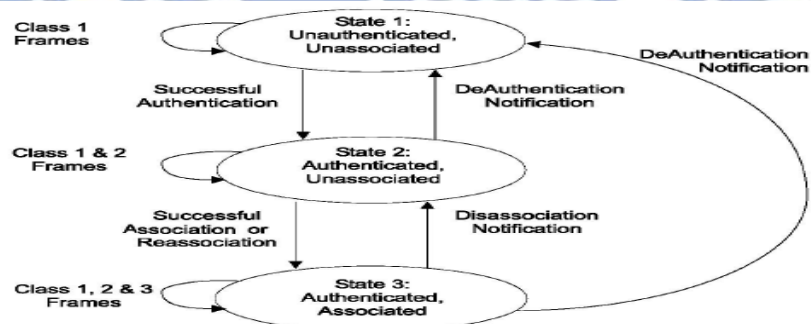 State 1:
Unauthenticated,
Unassociated
Class 1
Frames
DeAuthentication
Notification
Successful
Authentication
DeAuthentication
Notification
State 2:
Authenticated,
Unassociated
Class 1 & 2
Frames
Successful
Association or
Reassociation
Disassociation
Notification
State 3:
Authenticated,
Associated
Class 1, 2 & 3
Frames